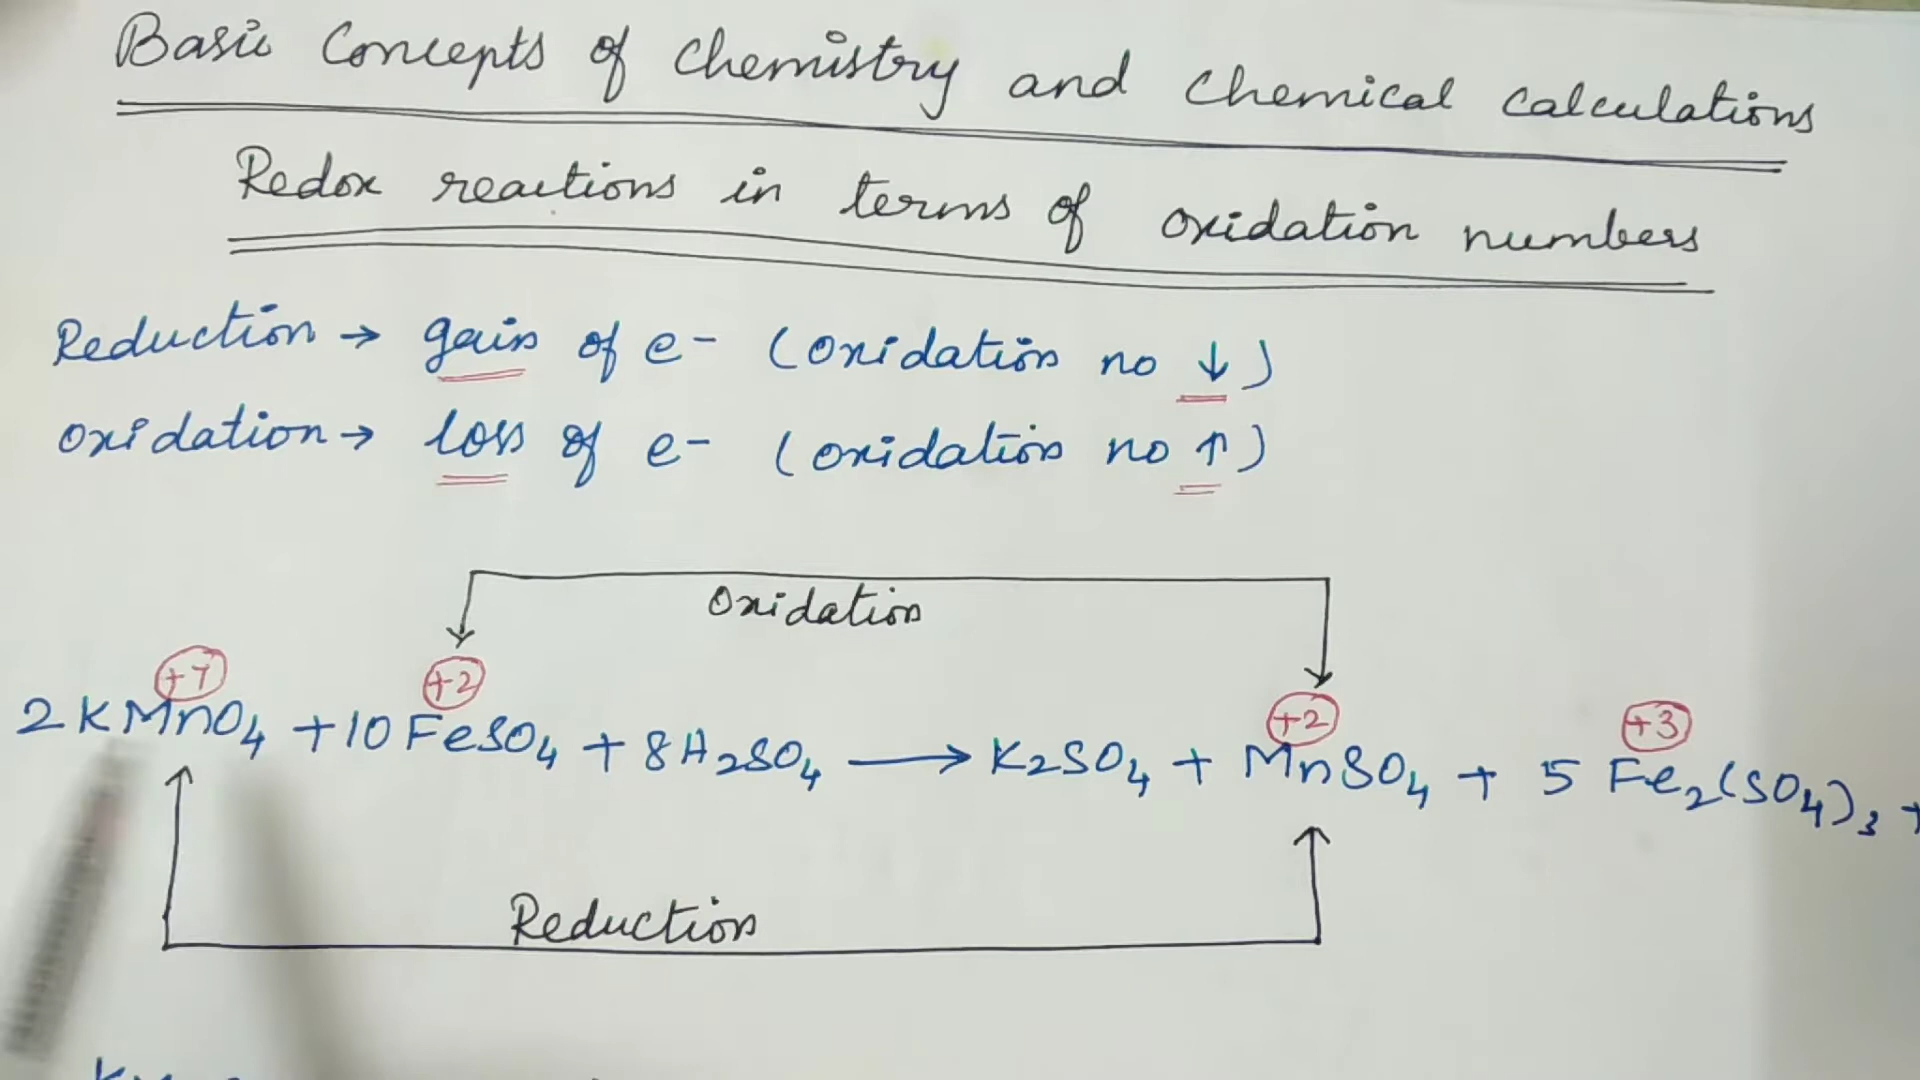 Basic Concepts of Chemistry and Chemical Calculations
Redox reactions in terms of oxidation numbers
Reduction → gain of e- (oxidation no ↓)
oxidation → loss of e- (oxidation no ↑)
Oxidation
+7 +2 +2 +3
2KMnO4 + 10 FeSO4 + 8H2SO4 → K2SO4 + MnSO4 + 5 Fe2(SO4)3 +
Reduction